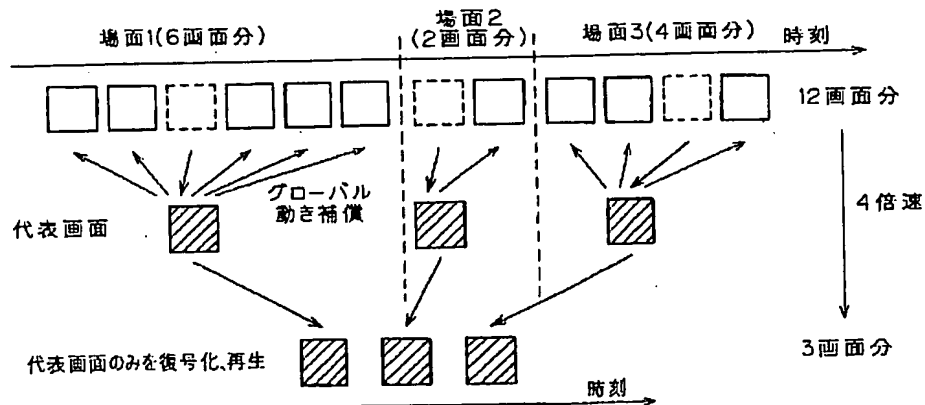 場面1(6画面分)
場面2
(2画面分)
場面3(4画面分)
時刻
12画面分
グローバル
動き補償
代表画面
4倍速
代表画面のみを復号化、再生
3画面分
時刻